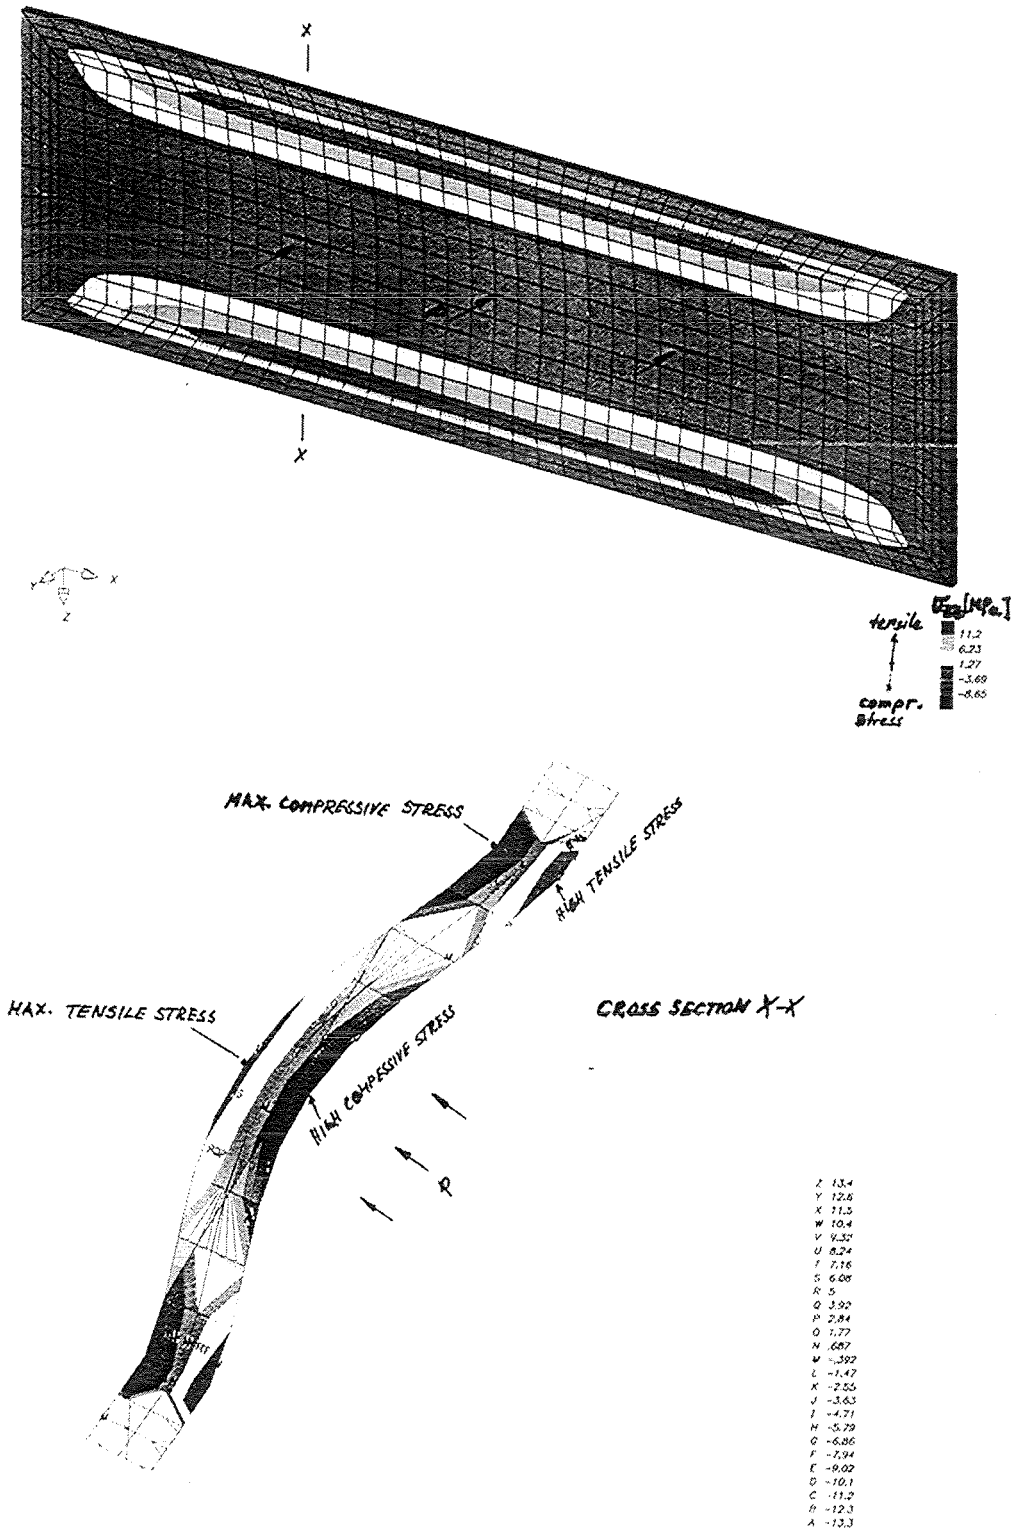 X
X
Y
X
Z
σzz [MPa]
tensile
11.2
6.23
1.27
-3.69
-8.65
compr.
stress
MAX. COMPRESSIVE STRESS
HIGH TENSILE STRESS
MAX. TENSILE STRESS
CROSS SECTION X-X
HIGH COMPESSIVE STRESS
P
Z 13.4
Y 12.6
X 11.5
W 10.4
V 9.32
U 8.24
T 7.16
S 6.08
R 5
Q 3.92
P 2.84
O 1.77
N .687
M -.392
L -1.47
K -2.55
J -3.63
I -4.71
H -5.79
G -6.86
F -7.94
E -9.02
D -10.1
C -11.2
B -12.3
A -13.3